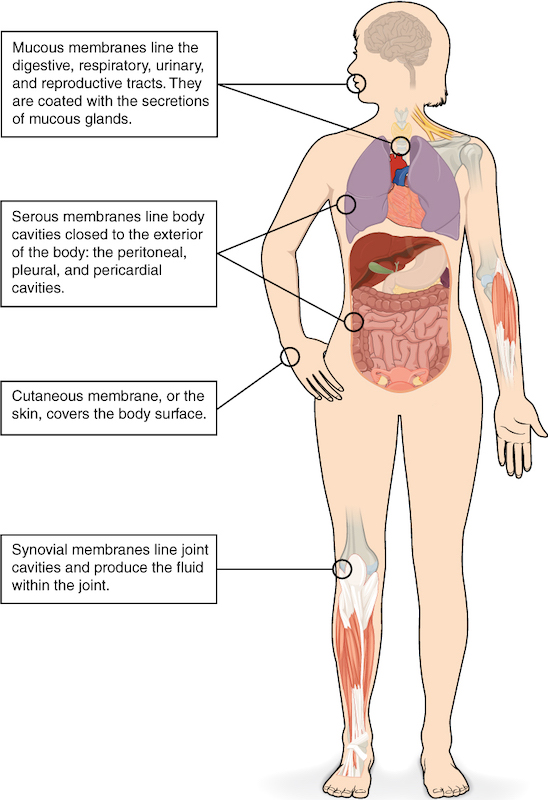 Mucous membranes line the
digestive, respiratory, urinary,
and reproductive tracts. They
are coated with the secretions
of mucous glands.
Serous membranes line body
cavities closed to the exterior
of the body: the peritoneal,
pleural, and pericardial
cavities.
Cutaneous membrane, or the
skin, covers the body surface.
Synovial membranes line joint
cavities and produce the fluid
within the joint.